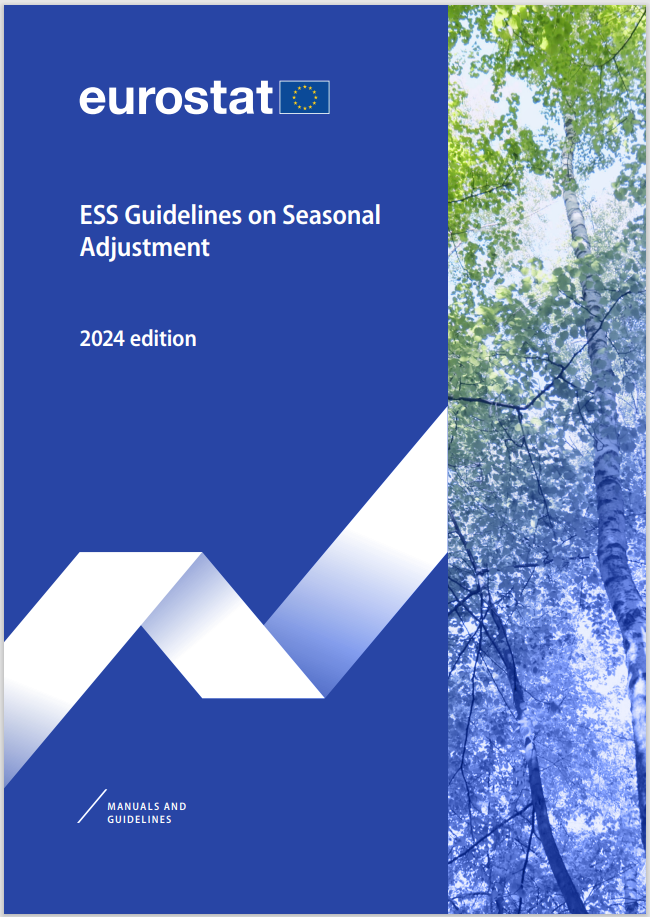 eurostat
ESS Guidelines on Seasonal
Adjustment
2024 edition
MANUALS AND
GUIDELINES